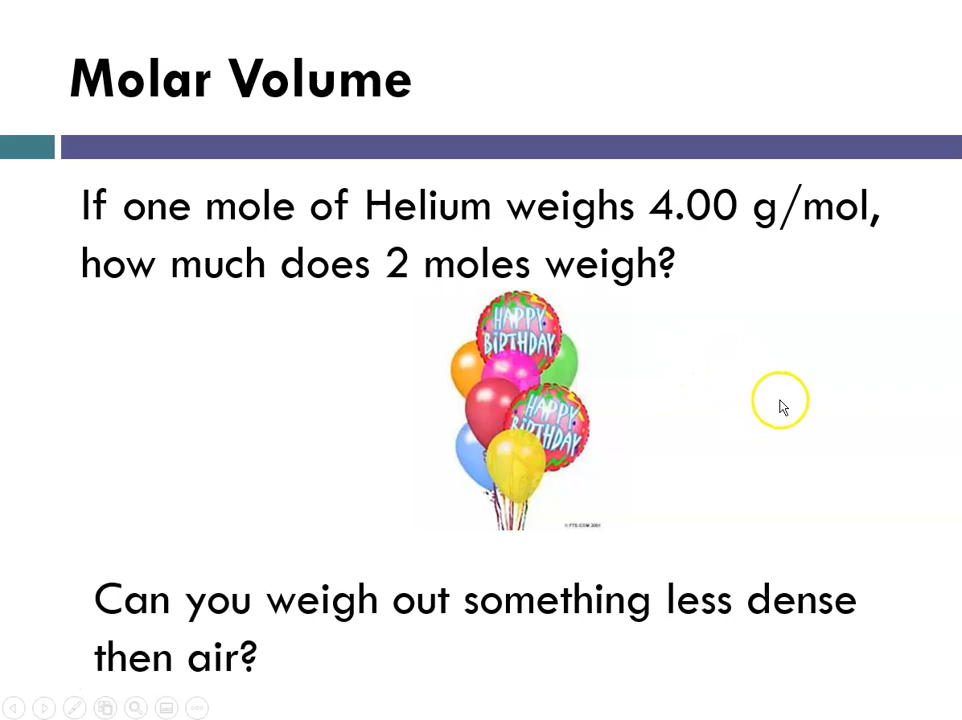 Molar Volume
If one mole of Helium weighs 4.00 g/mol,
how much does 2 moles weigh?
HAPPY
BIRTHDAY
HAPPY
BIRTHDAY
Can you weigh out something less dense
then air?